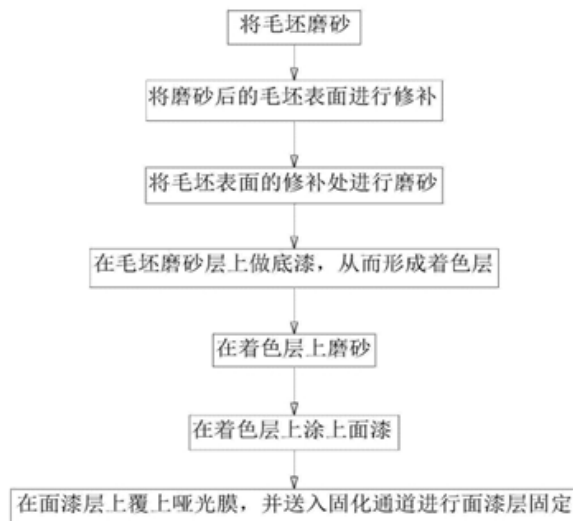 将毛坯磨砂
将磨砂后的毛坯表面进行修补
将毛坯表面的修补处进行磨砂
在毛坯磨砂层上做底漆，从而形成着色层
在着色层上磨砂
在着色层上涂上面漆
在面漆层上覆上哑光膜，并送入固化通道进行面漆层固定